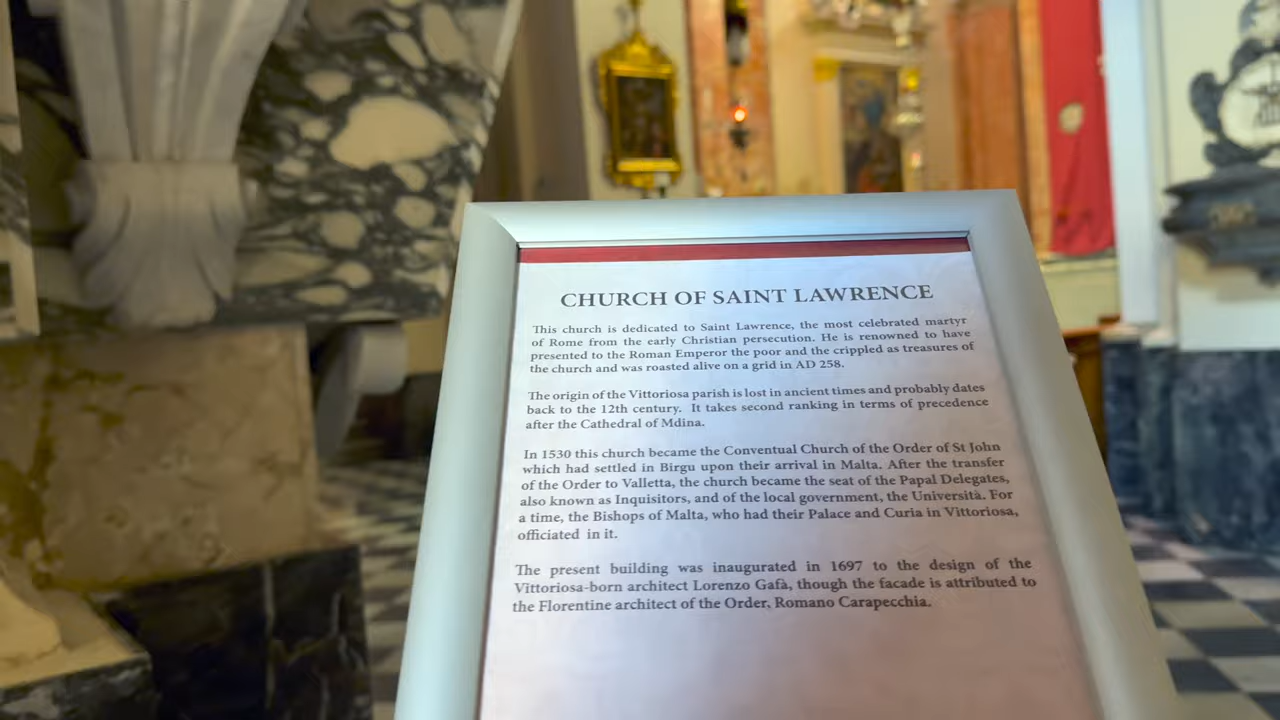 CHURCH OF SAINT LAWRENCE
This church is dedicated to Saint Lawrence, the most celebrated martyr
of Rome from the early Christian persecution. He is renowned to have
presented to the Roman Emperor the poor and the crippled as treasures of
the church and was roasted alive on a grid in AD 258.
The origin of the Vittoriosa parish is lost in ancient times and probably dates
back to the 12th century. It takes second ranking in terms of precedence
after the Cathedral of Mdina.
In 1530 this church became the Conventual Church of the Order of St John
which had settled in Birgu upon their arrival in Malta. After the transfer
of the Order to Valletta, the church became the seat of the Papal Delegates,
also known as Inquisitors, and of the local government, the Università. For
a time, the Bishops of Malta, who had their Palace and Curia in Vittoriosa,
officiated in it.
The present building was inaugurated in 1697 to the design of the
Vittoriosa-born architect Lorenzo Gafà, though the facade is attributed to
the Florentine architect of the Order, Romano Carapecchia.